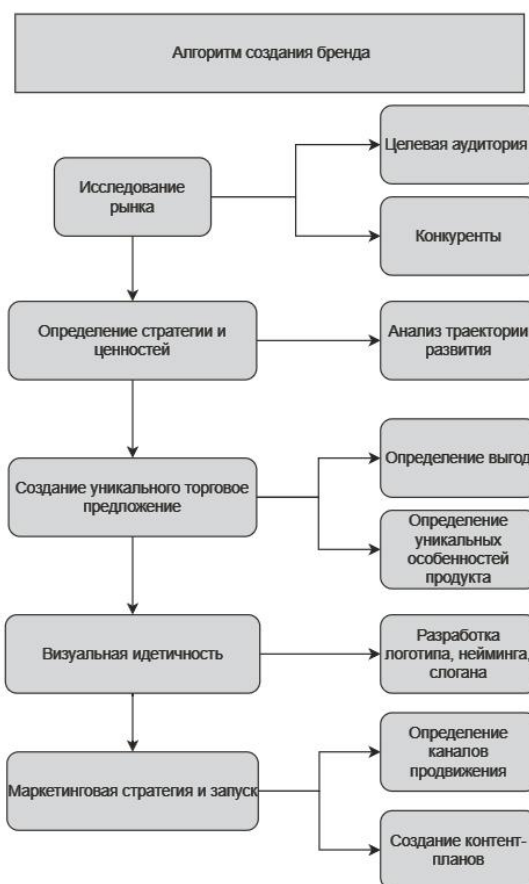 Алгоритм создания бренда
Целевая аудитория
Исследование
рынка
Конкуренты
Определение стратегии и
ценностей
Анализ траектории
развития
Определение выгод
Создание уникального торговое
предложение
Определение
уникальных
особенностей
продукта
Визуальная идетичность
Разработка
логотипа, нейминга,
слогана
Определение
каналов
продвижения
Маркетинговая стратегия и запуск
Создание контент-
планов